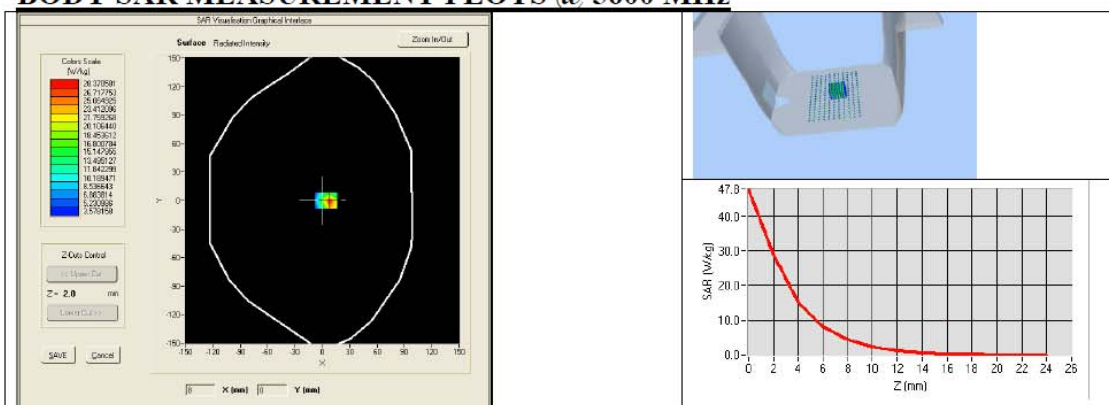 BODY SAR MEASUREMENT PLOTS @ 5600 MHz
SAR Visualisation Graphical Interface
Surface Radiated Intensity
Zoom In/Out
Colors Scale
(W/kg)
28.370581
26.717753
25.064925
23.412096
21.759268
20.106440
18.453612
16.800784
15.147955
13.495127
11.842299
10.189471
8.536643
6.883814
5.230986
3.578158
Z-Cuts Control
<< Upper Cut
Z = 2.0 mm
Lower Cut >>
SAVE Cancel
150-
120-
90-
60-
30-
Y 0-
-30-
-60-
-90-
-120-
-150-
-150 -120 -90 -60 -30 0 30 60 90 120 150
X
8 X (mm) 0 Y (mm)
47.8
40.0-
30.0-
20.0-
10.0-
0.0-
SAR (W/kg)
0 2 4 6 8 10 12 14 16 18 20 22 24 26
Z (mm)